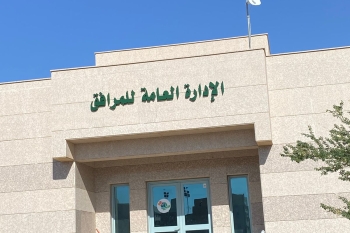 الإدارة العامة للمرافق